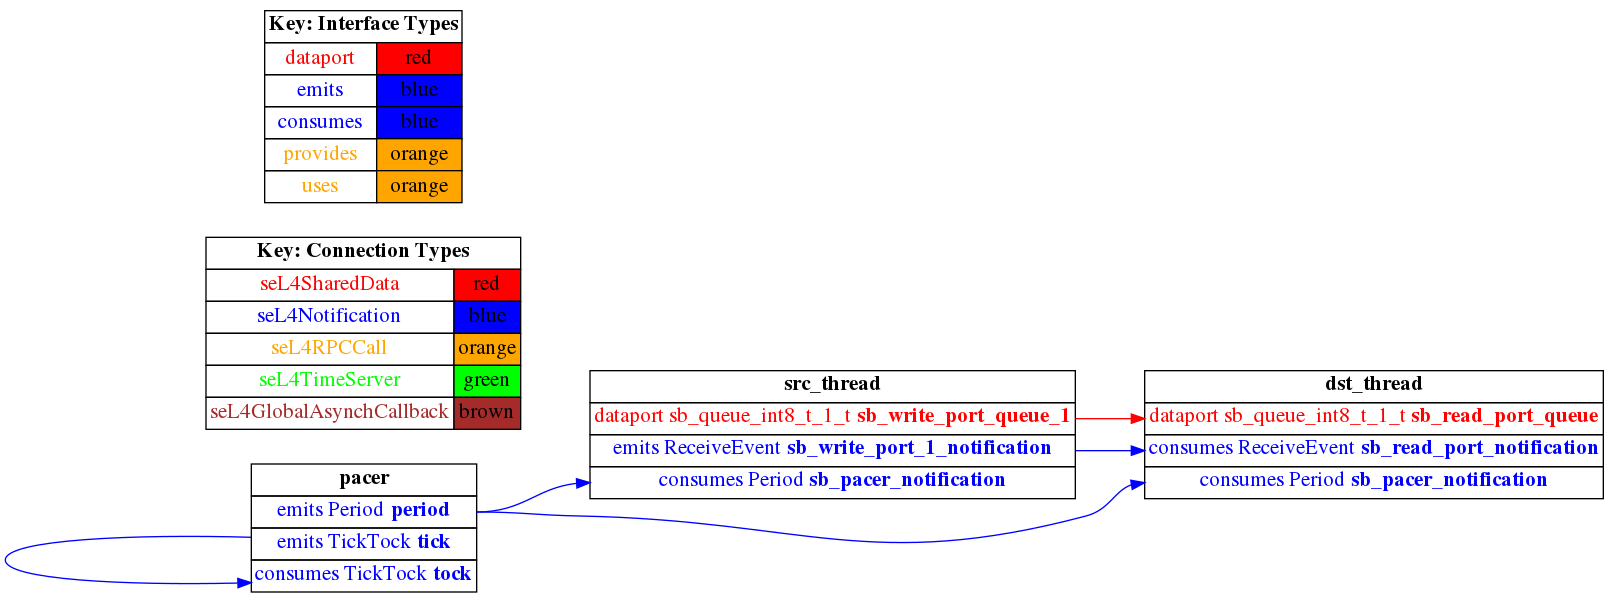 Key: Interface Types
dataport red
emits blue
consumes blue
provides orange
uses orange
Key: Connection Types
seL4SharedData red
seL4Notification blue
seL4RPCCall orange
seL4TimeServer green
seL4GlobalAsynchCallback brown
pacer
emits Period period
emits TickTock tick
consumes TickTock tock
src_thread
dataport sb_queue_int8_t_1_t sb_write_port_queue_1
emits ReceiveEvent sb_write_port_1_notification
consumes Period sb_pacer_notification
dst_thread
dataport sb_queue_int8_t_1_t sb_read_port_queue
consumes ReceiveEvent sb_read_port_notification
consumes Period sb_pacer_notification